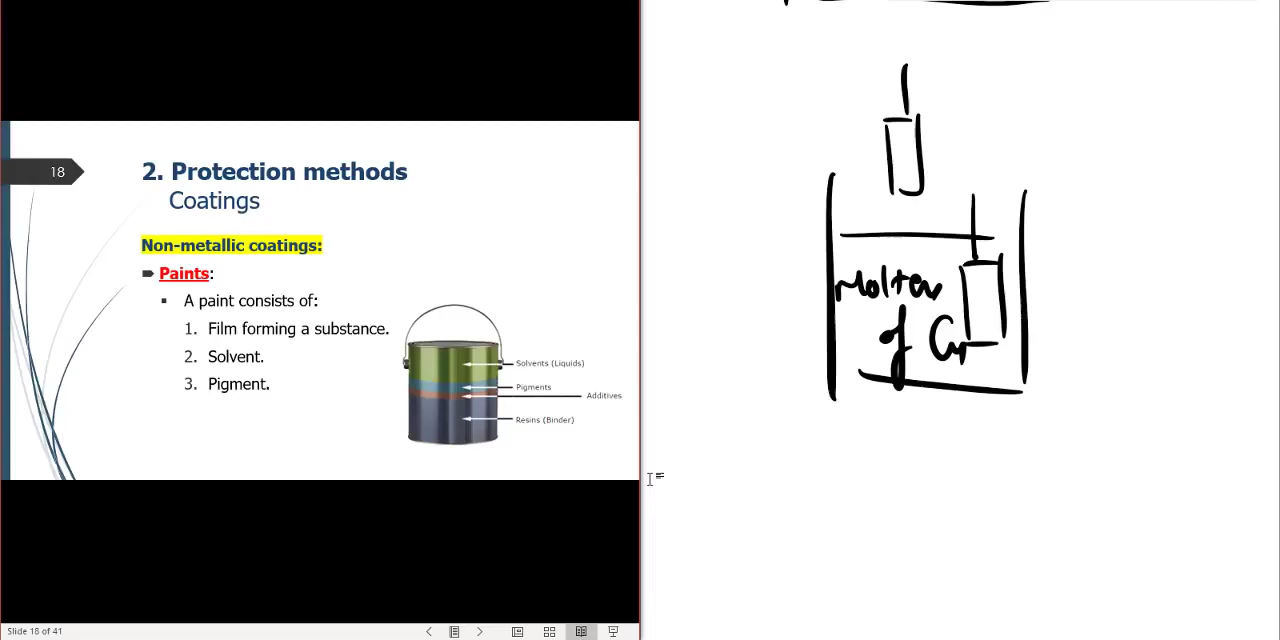 18
2. Protection methods
Coatings
Non-metallic coatings:
Paints:
A paint consists of:
1. Film forming a substance.
2. Solvent.
3. Pigment.
Solvents (Liquids)
Pigments
Additives
Resins (Binder)
Slide 18 of 41
Molten
of